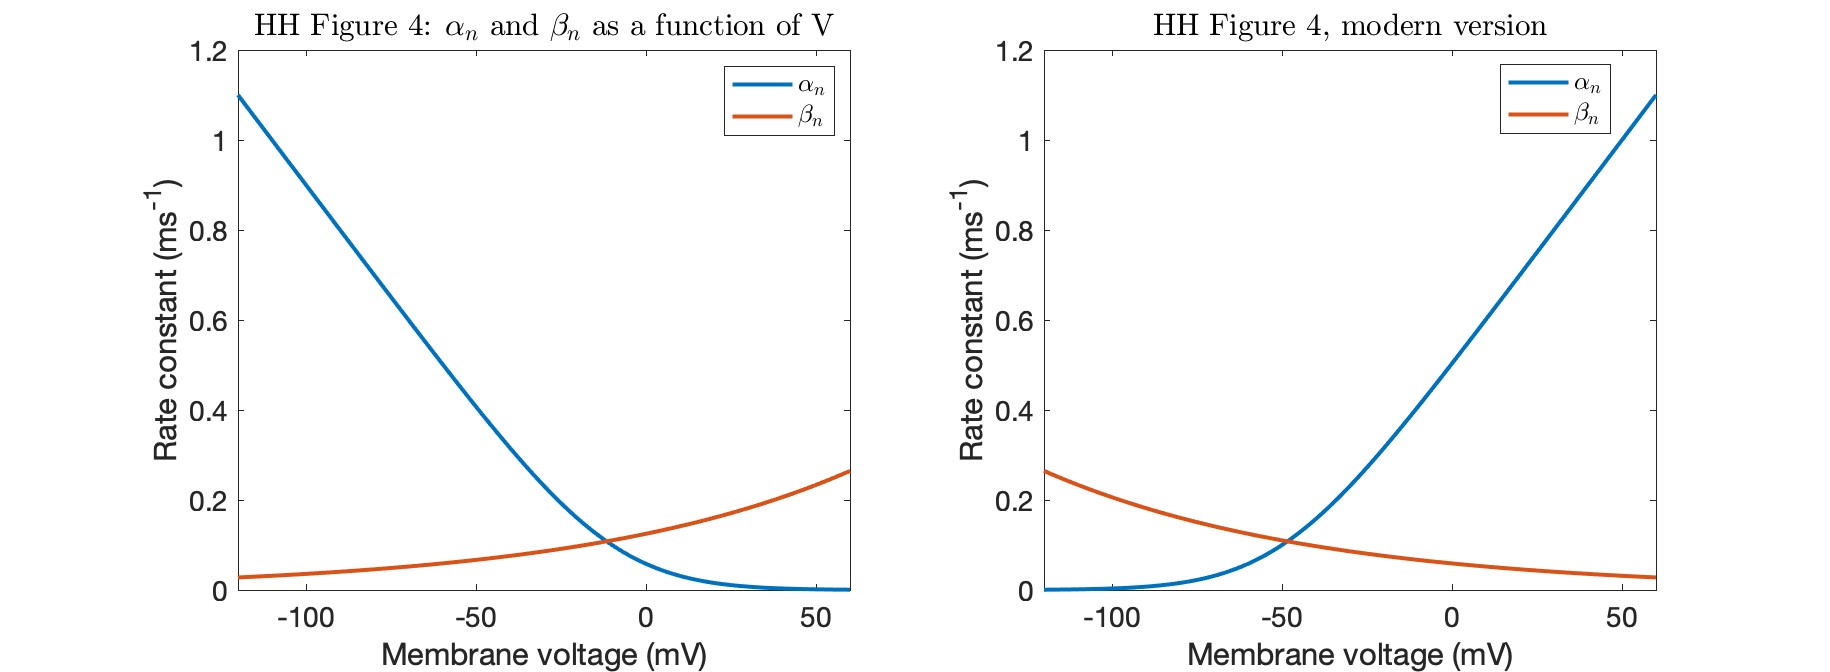 HH Figure 4: αₙ and βₙ as a function of V
1.2
1
0.8
0.6
0.4
0.2
0
-100
-50
0
50
Rate constant (ms⁻¹)
Membrane voltage (mV)
αₙ
βₙ
HH Figure 4, modern version
1.2
1
0.8
0.6
0.4
0.2
0
-100
-50
0
50
Rate constant (ms⁻¹)
Membrane voltage (mV)
αₙ
βₙ